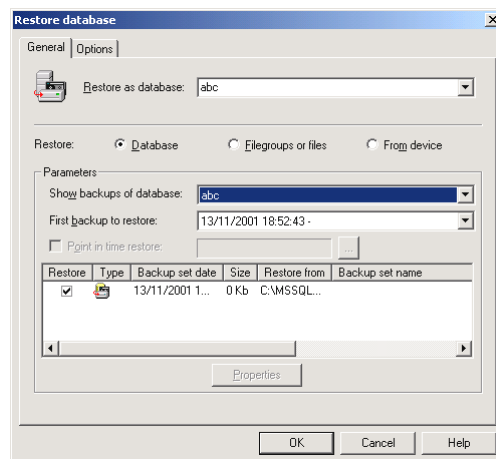 Restore database
General Options
Restore as database: abc
Restore: Database Filegroups or files From device
Parameters
Show backups of database: abc
First backup to restore: 13/11/2001 18:52:43 -
Point in time restore: ...
Restore Type Backup set date Size Restore from Backup set name
13/11/2001 1... 0 Kb C:\MSSQL...
Properties
OK Cancel Help